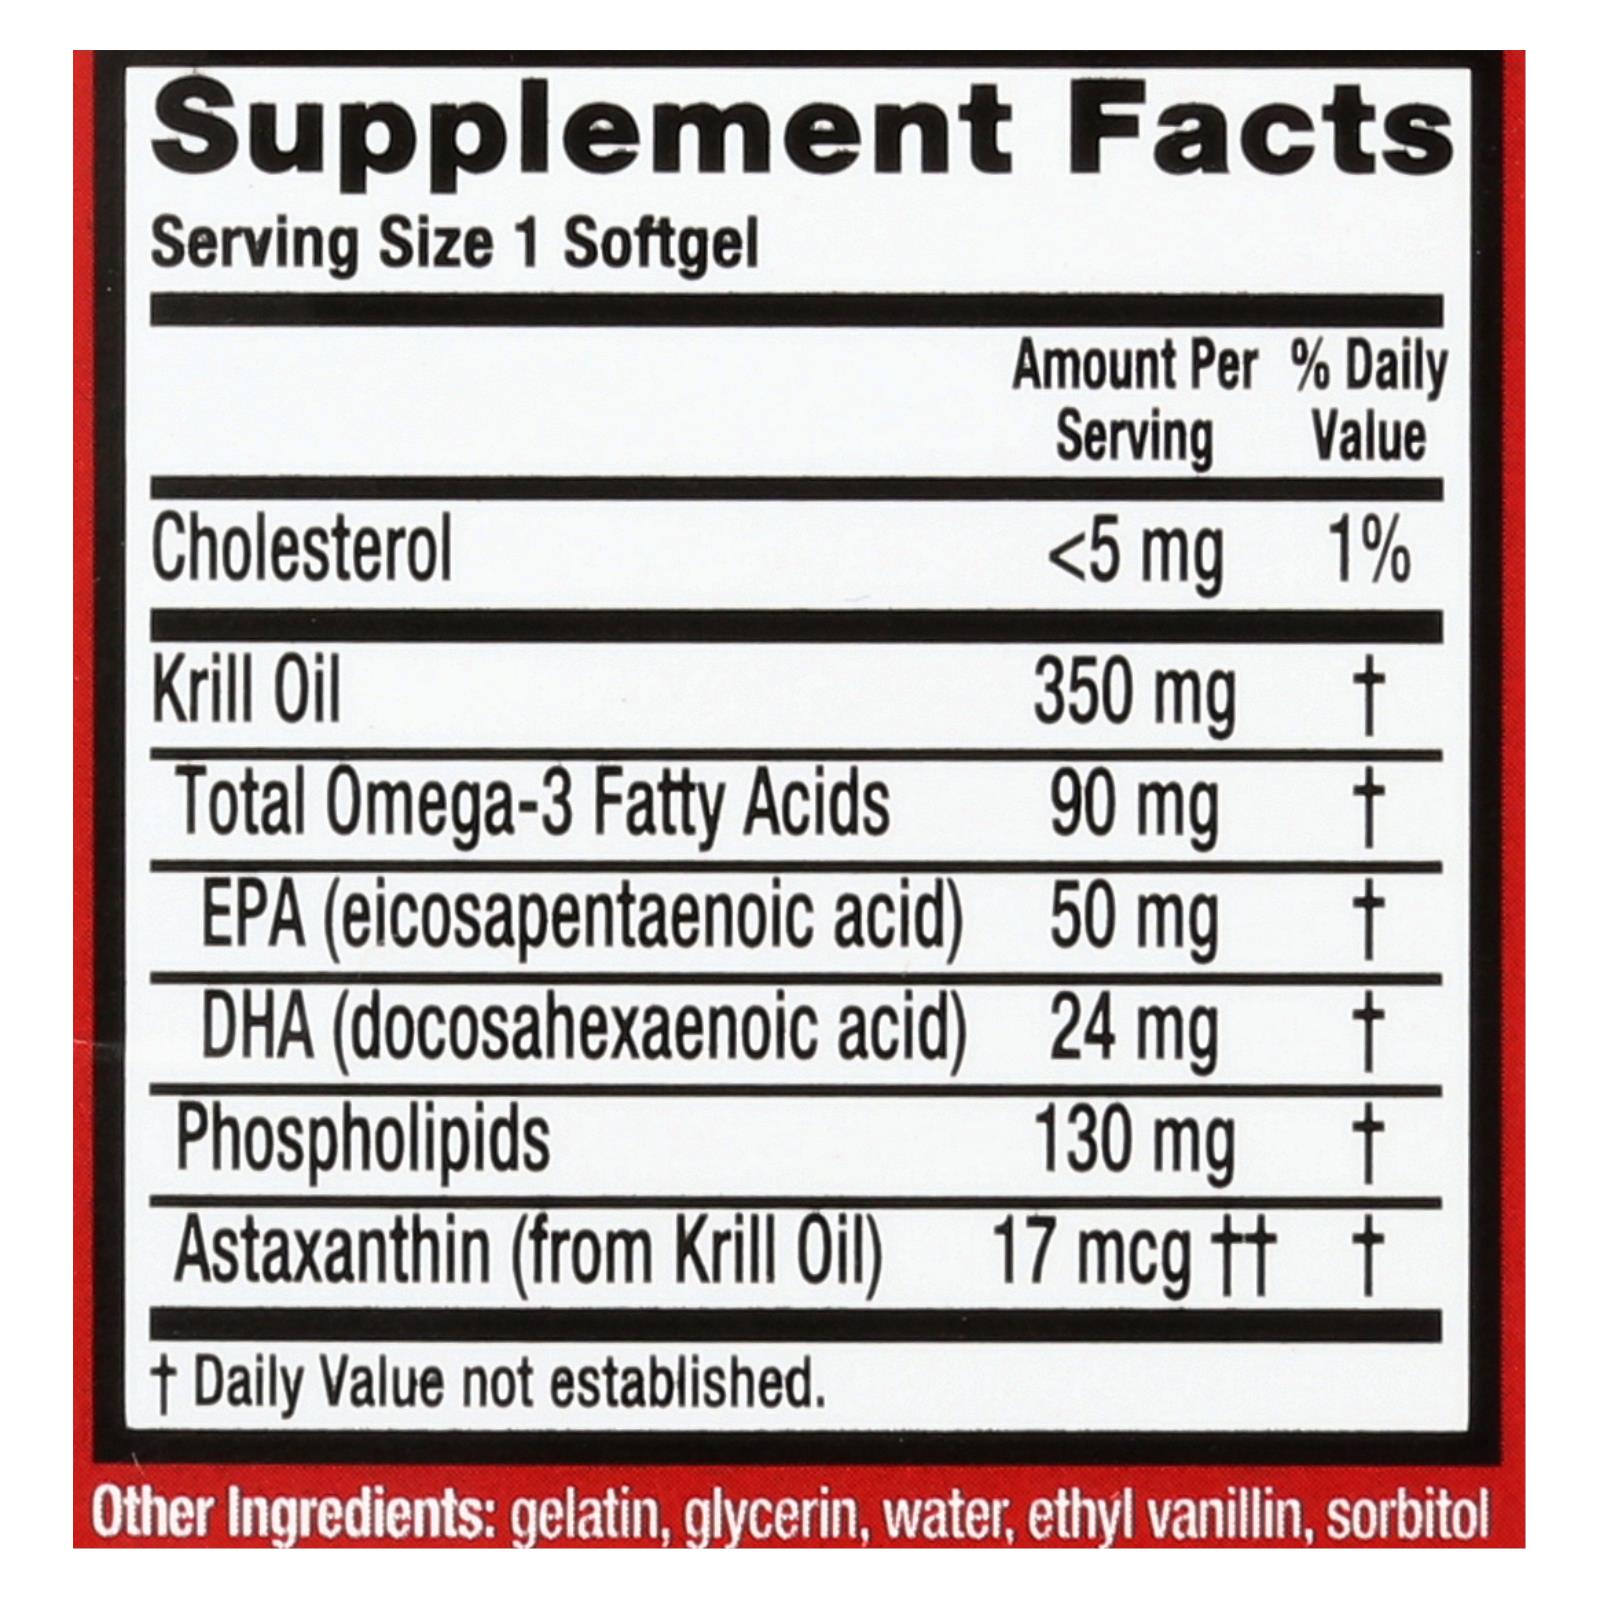 Supplement Facts
Serving Size 1 Softgel
Amount Per % Daily
Serving Value
Cholesterol <5 mg 1%
Krill Oil 350 mg †
Total Omega-3 Fatty Acids 90 mg †
EPA (eicosapentaenoic acid) 50 mg †
DHA (docosahexaenoic acid) 24 mg †
Phospholipids 130 mg †
Astaxanthin (from Krill Oil) 17 mcg †† †
† Daily Value not established.
Other Ingredients: gelatin, glycerin, water, ethyl vanillin, sorbitol